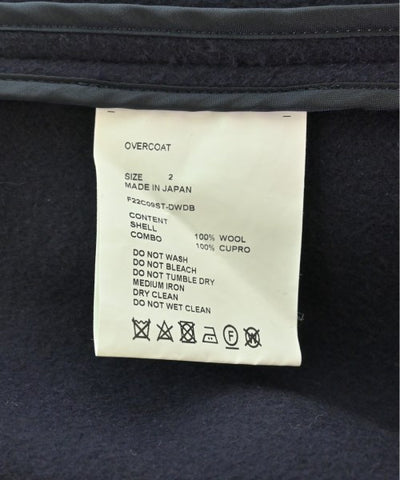 OVERCOAT
SIZE 2
MADE IN JAPAN
F22C09ST-DWDB
CONTENT
SHELL 100% WOOL
COMBO 100% CUPRO
DO NOT WASH
DO NOT BLEACH
DO NOT TUMBLE DRY
MEDIUM IRON
DRY CLEAN
DO NOT WET CLEAN